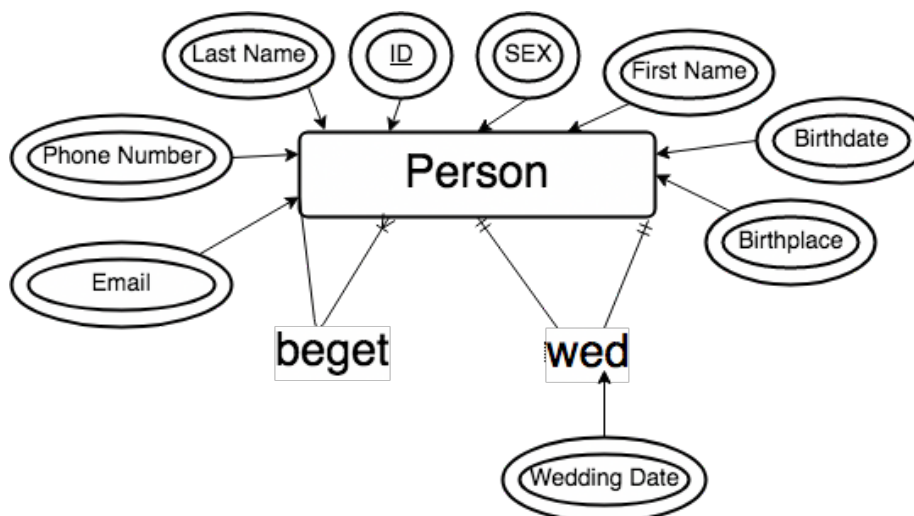 Last Name
ID
SEX
First Name
Phone Number
Person
Birthdate
Birthplace
Email
beget
wed
Wedding Date